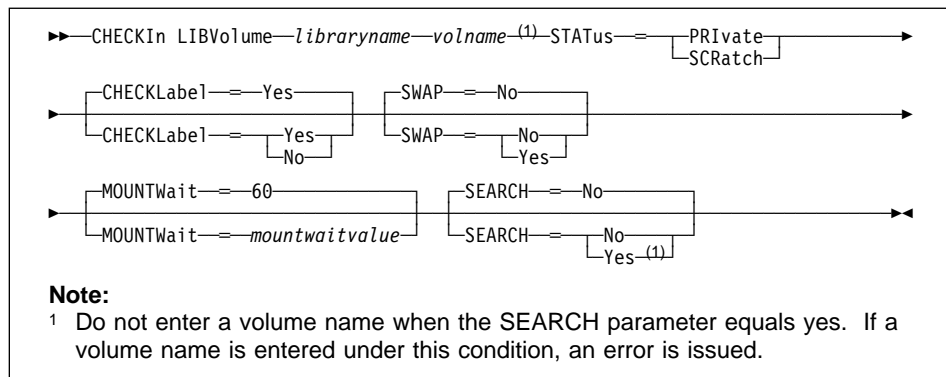 CHECKIn LIBVolume libraryname volname (1) STATus = PRIvate
SCRatch
CHECKLabel = Yes SWAP = No
CHECKLabel = Yes SWAP = No
No Yes
MOUNTWait = 60 SEARCH = No
MOUNTWait = mountwaitvalue SEARCH = No
Yes (1)
Note:
1 Do not enter a volume name when the SEARCH parameter equals yes. If a
volume name is entered under this condition, an error is issued.